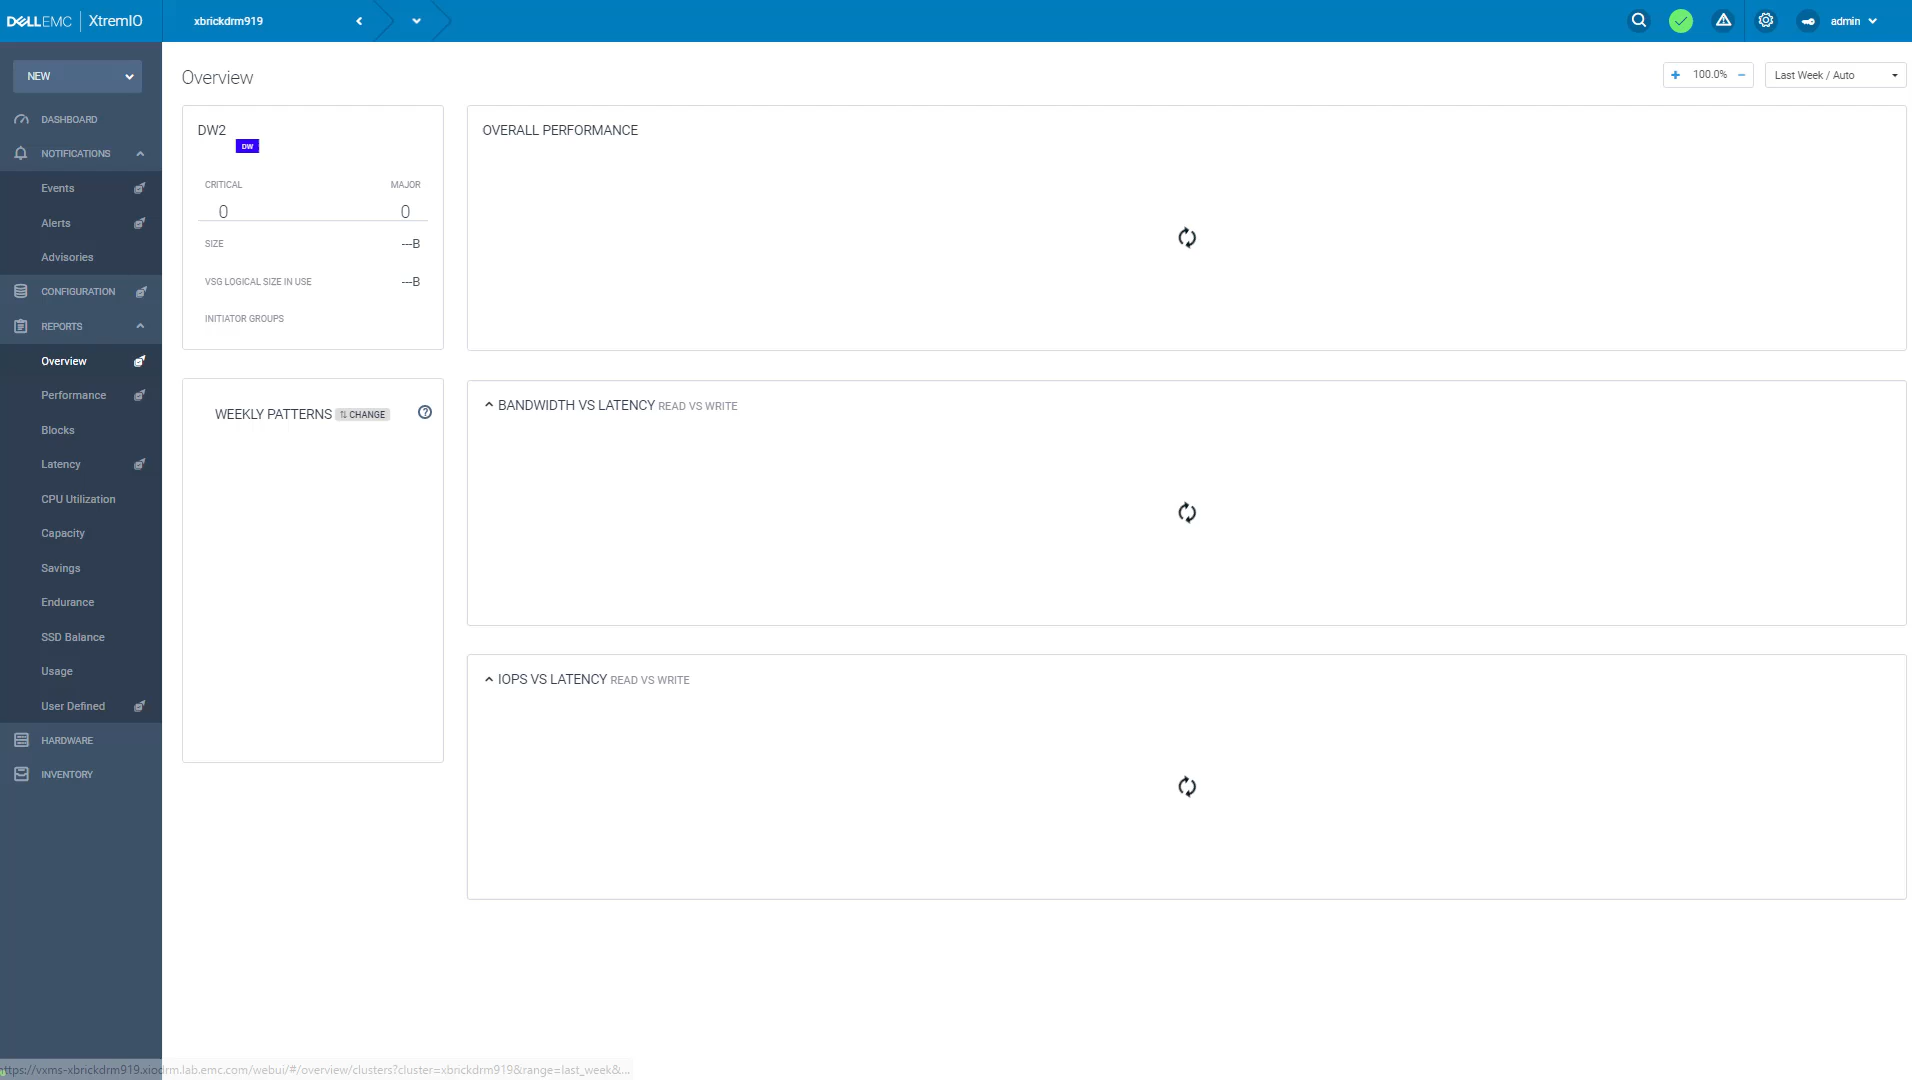 DELLEMC XtremIO
xbrickdrm919
admin
NEW
DASHBOARD
NOTIFICATIONS
Events
Alerts
Advisories
CONFIGURATION
REPORTS
Overview
Performance
Blocks
Latency
CPU Utilization
Capacity
Savings
Endurance
SSD Balance
Usage
User Defined
HARDWARE
INVENTORY
Overview
100.0%
Last Week / Auto
DW2
DW
CRITICAL MAJOR
0 0
SIZE ---B
VSG LOGICAL SIZE IN USE ---B
INITIATOR GROUPS
WEEKLY PATTERNS CHANGE
OVERALL PERFORMANCE
BANDWIDTH VS LATENCY READ VS WRITE
IOPS VS LATENCY READ VS WRITE
https://vxms-xbrickdrm919.xiodrm.lab.emc.com/webui/#/overview/clusters?cluster=xbrickdrm919&range=last_week&...